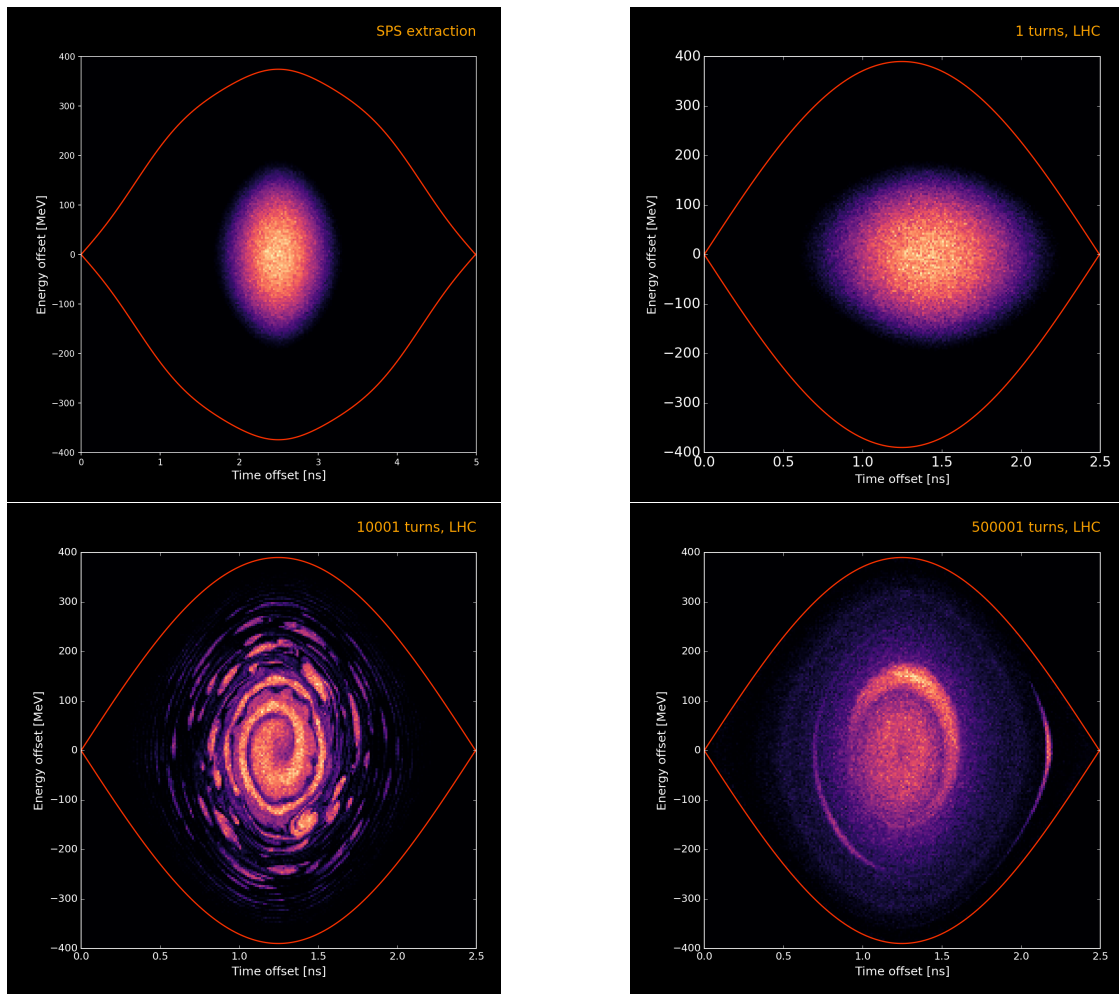 SPS extraction
400
300
200
100
0
−100
−200
−300
−400
Energy offset [MeV]
0 1 2 3 4 5
Time offset [ns]
1 turns, LHC
400
300
200
100
0
−100
−200
−300
−400
Energy offset [MeV]
0.0 0.5 1.0 1.5 2.0 2.5
Time offset [ns]
10001 turns, LHC
400
300
200
100
0
−100
−200
−300
−400
Energy offset [MeV]
0.0 0.5 1.0 1.5 2.0 2.5
Time offset [ns]
500001 turns, LHC
400
300
200
100
0
−100
−200
−300
−400
Energy offset [MeV]
0.0 0.5 1.0 1.5 2.0 2.5
Time offset [ns]